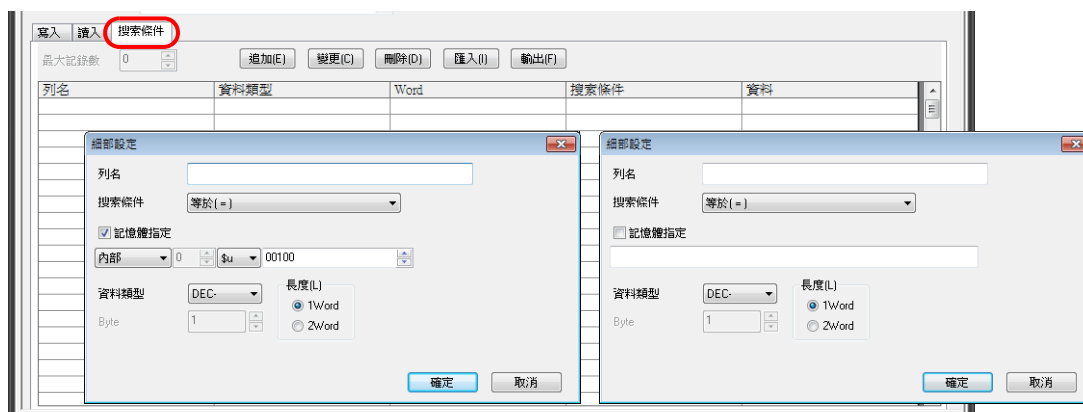 寫入 讀入 搜索條件
最大記錄數 0 追加(E) 變更(C) 刪除(D) 匯入(I) 輸出(F)
列名 資料類型 Word 搜索條件 資料
細部設定
列名
搜索條件 等於( = )
記憶體指定
內部 0 $u 00100
資料類型 DEC- 長度(L)
1Word
Byte 1 2Word
確定 取消
細部設定
列名
搜索條件 等於( = )
記憶體指定
資料類型 DEC- 長度(L)
1Word
Byte 1 2Word
確定 取消